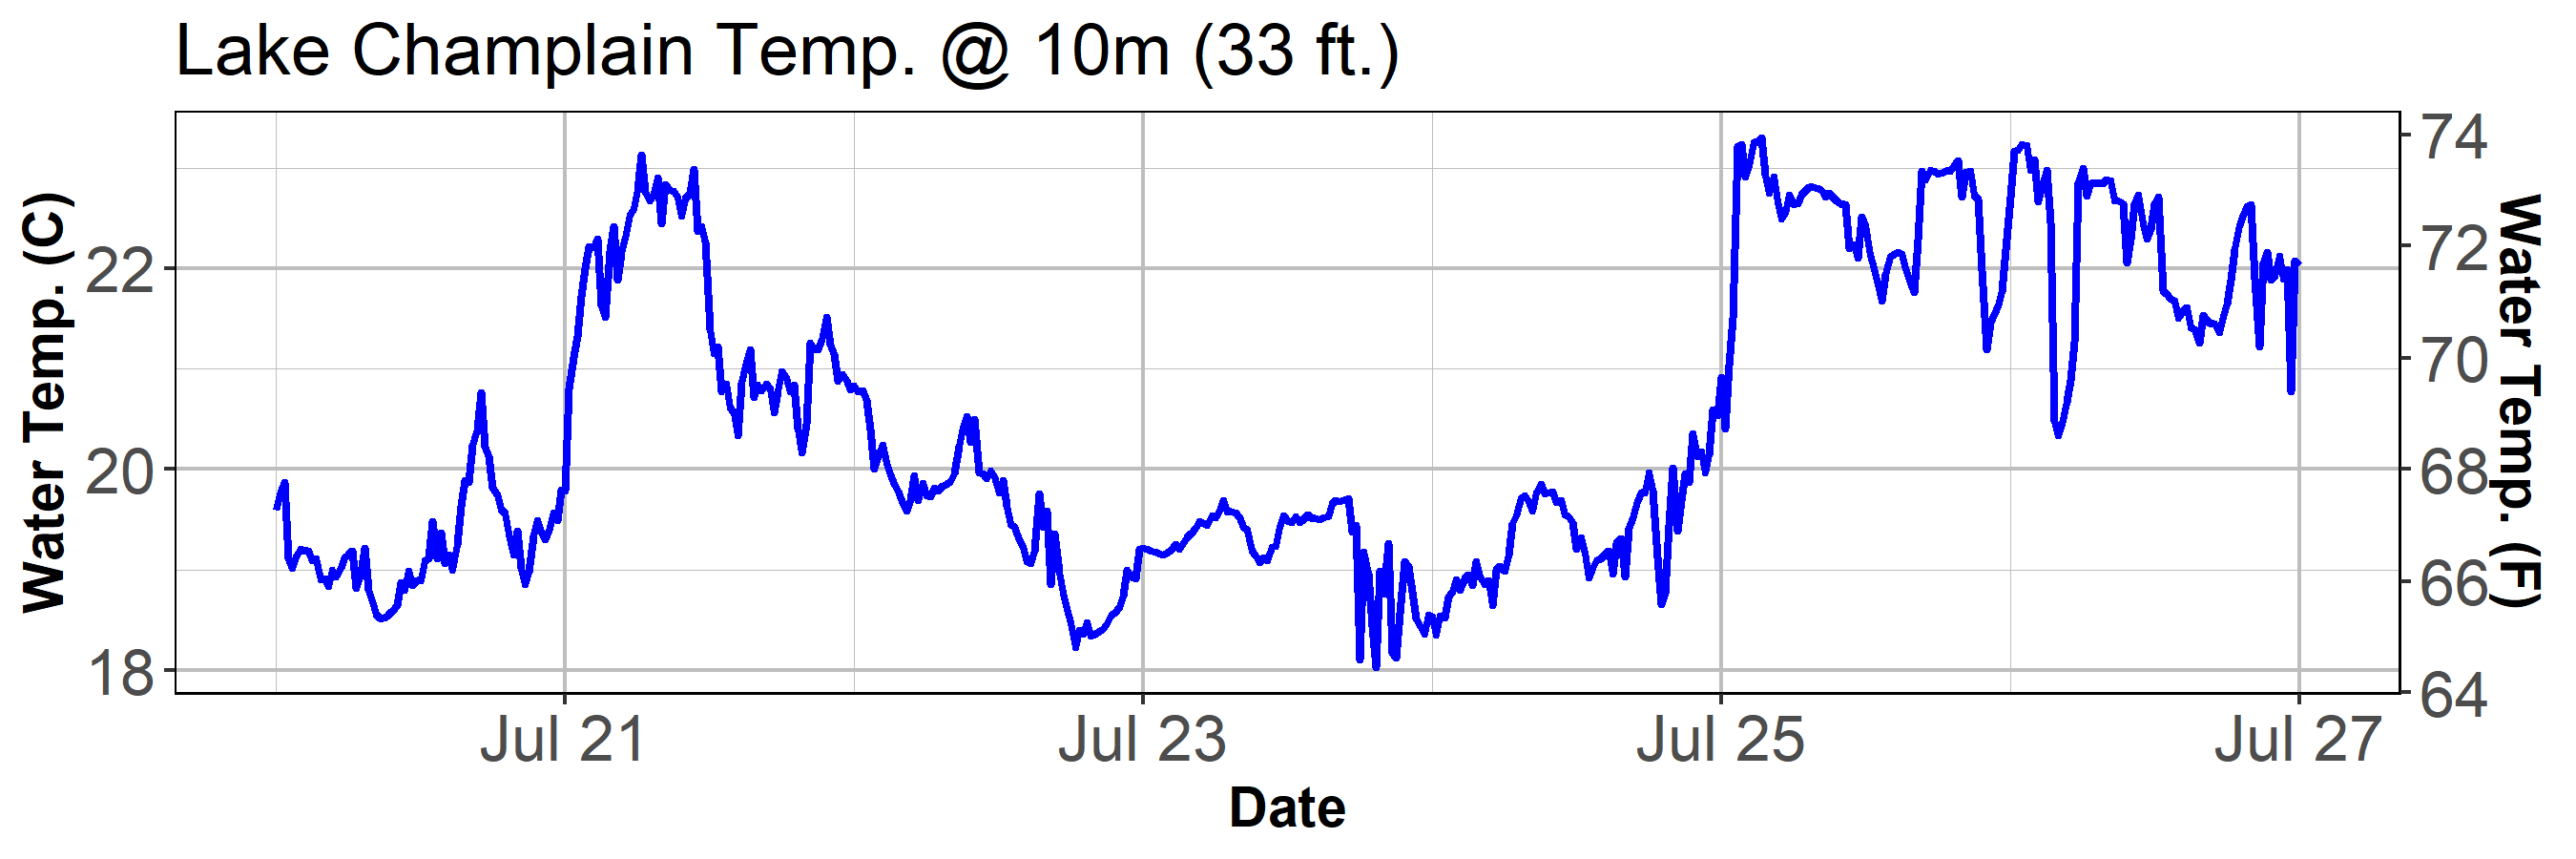 Lake Champlain Temp. @ 10m (33 ft.)
Water Temp. (C)
22
20
18
74
72
70
68
66
64
Water Temp. (F)
Jul 21 Jul 23 Jul 25 Jul 27
Date